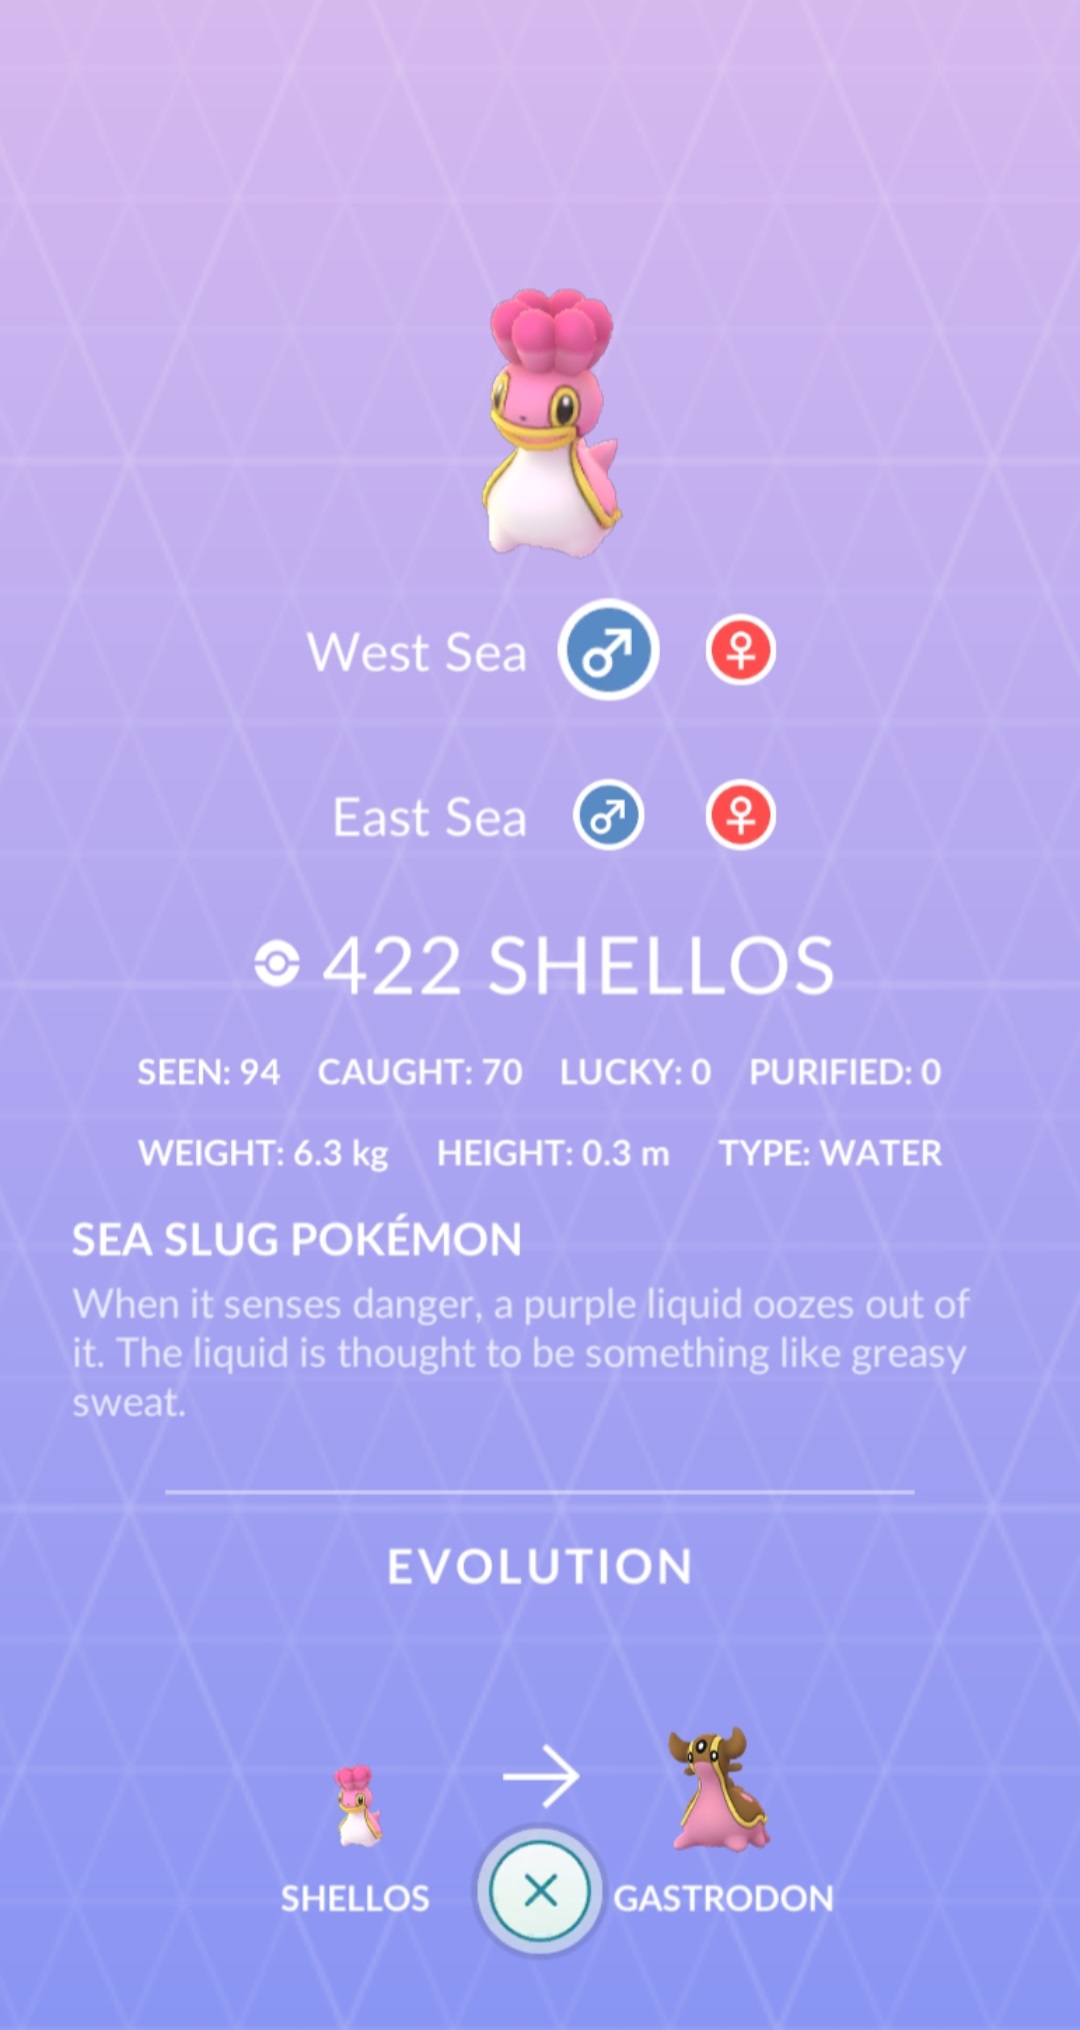 West Sea
East Sea
422 SHELLOS
SEEN: 94 CAUGHT: 70 LUCKY: 0 PURIFIED: 0
WEIGHT: 6.3 kg HEIGHT: 0.3 m TYPE: WATER
SEA SLUG POKÉMON
When it senses danger, a purple liquid oozes out of
it. The liquid is thought to be something like greasy
sweat.
EVOLUTION
SHELLOS GASTRODON